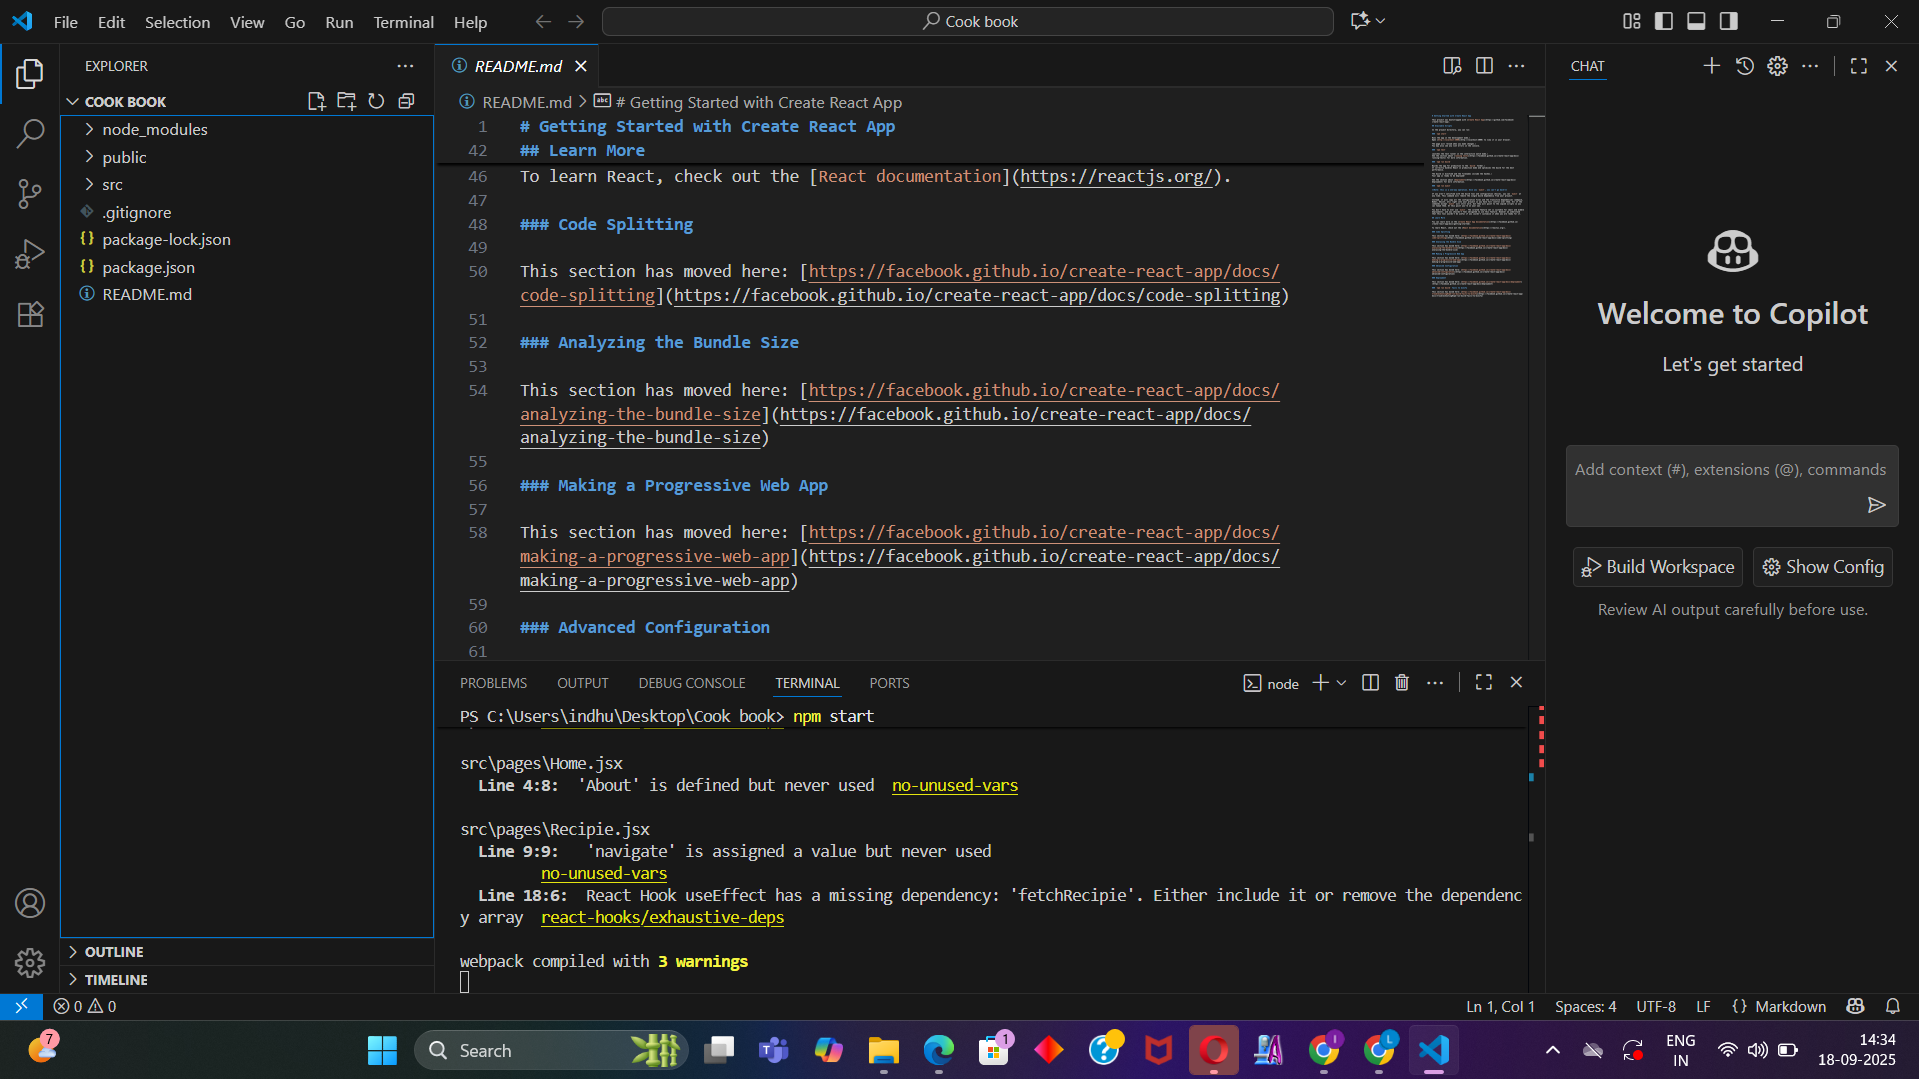 File Edit Selection View Go Run Terminal Help
Cook book
EXPLORER
COOK BOOK
node_modules
public
src
.gitignore
package-lock.json
package.json
README.md
OUTLINE
TIMELINE
README.md
README.md > # Getting Started with Create React App
1 # Getting Started with Create React App
42 ## Learn More
46 To learn React, check out the [React documentation](https://reactjs.org/).
47
48 ### Code Splitting
49
50 This section has moved here: [https://facebook.github.io/create-react-app/docs/
code-splitting](https://facebook.github.io/create-react-app/docs/code-splitting)
51
52 ### Analyzing the Bundle Size
53
54 This section has moved here: [https://facebook.github.io/create-react-app/docs/
analyzing-the-bundle-size](https://facebook.github.io/create-react-app/docs/
analyzing-the-bundle-size)
55
56 ### Making a Progressive Web App
57
58 This section has moved here: [https://facebook.github.io/create-react-app/docs/
making-a-progressive-web-app](https://facebook.github.io/create-react-app/docs/
making-a-progressive-web-app)
59
60 ### Advanced Configuration
61
PROBLEMS OUTPUT DEBUG CONSOLE TERMINAL PORTS
node
PS C:\Users\indhu\Desktop\Cook book> npm start
src\pages\Home.jsx
Line 4:8: 'About' is defined but never used no-unused-vars
src\pages\Recipie.jsx
Line 9:9: 'navigate' is assigned a value but never used
no-unused-vars
Line 18:6: React Hook useEffect has a missing dependency: 'fetchRecipie'. Either include it or remove the dependenc
y array react-hooks/exhaustive-deps
webpack compiled with 3 warnings
CHAT
Welcome to Copilot
Let's get started
Add context (#), extensions (@), commands
Build Workspace
Show Config
Review AI output carefully before use.
0 0
Ln 1, Col 1 Spaces: 4 UTF-8 LF {} Markdown
7
Search
1
I
L
ENG
IN
14:34
18-09-2025